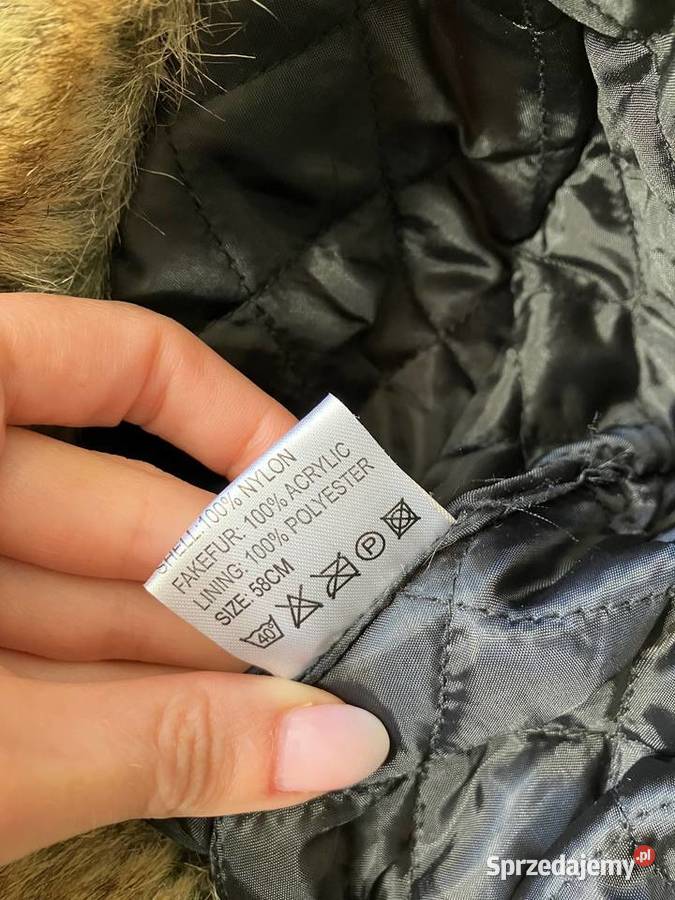 SHELL: 100% NYLON
FAKEFUR: 100% ACRYLIC
LINING: 100% POLYESTER
SIZE: 58CM
40° P
Sprzedajemy.pl